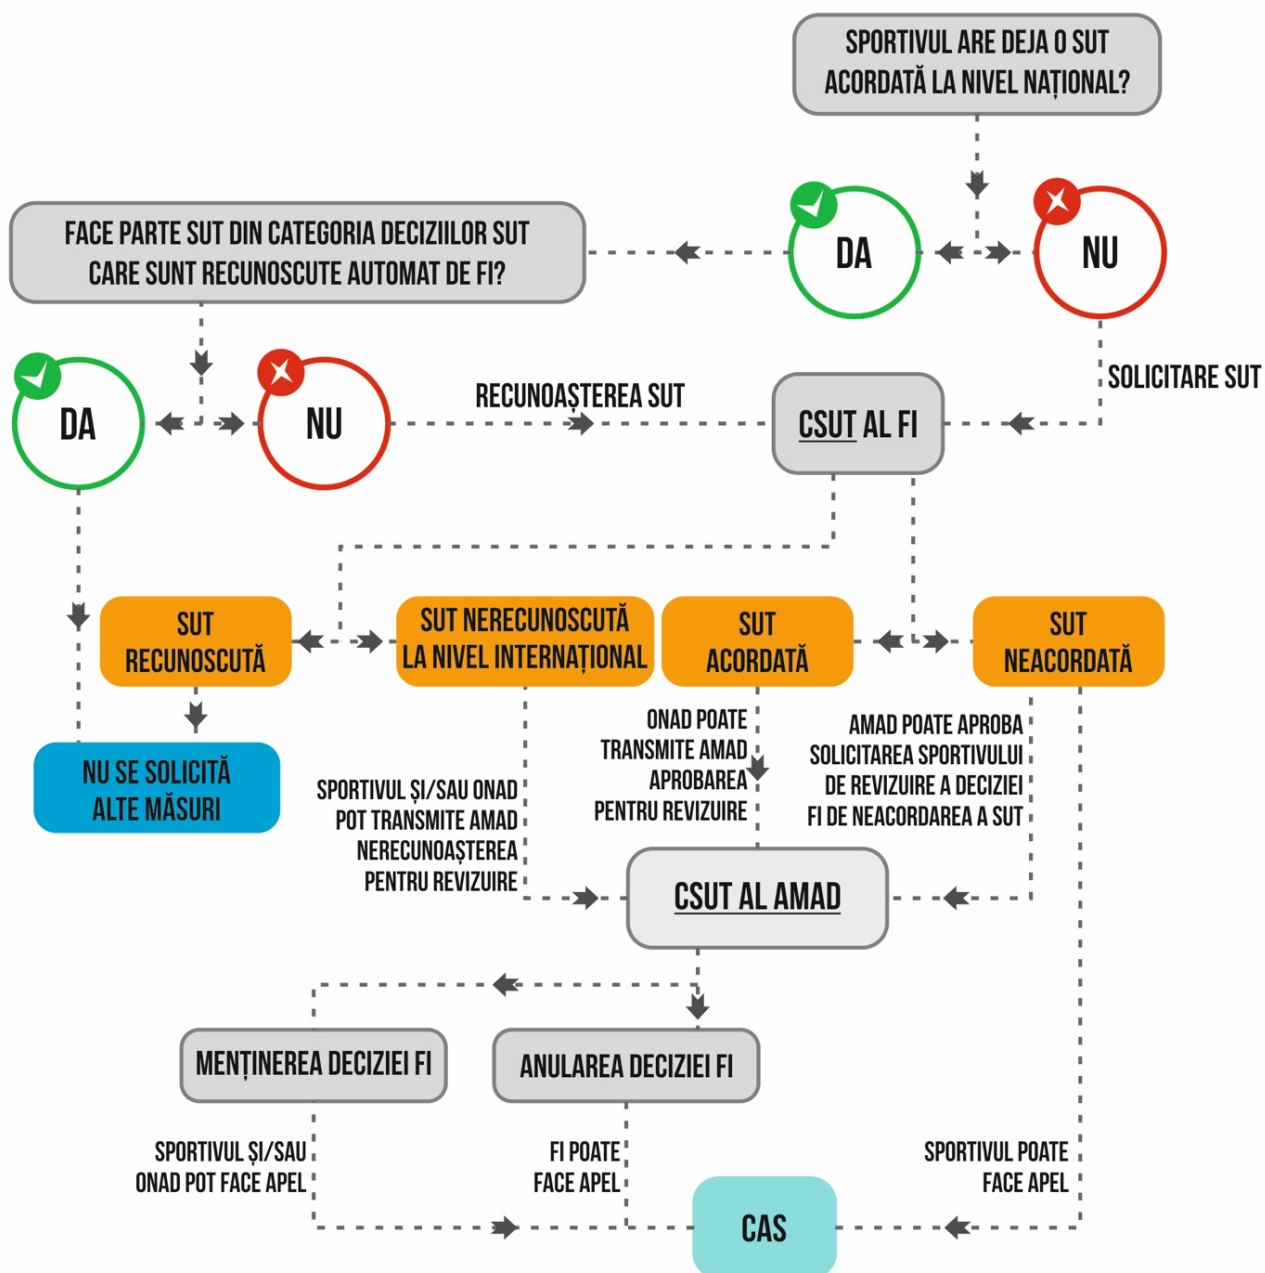 SPORTIVUL ARE DEJA O SUT
ACORDATĂ LA NIVEL NAȚIONAL?
DA
NU
FACE PARTE SUT DIN CATEGORIA DECIZIILOR SUT
CARE SUNT RECUNOSCUTE AUTOMAT DE FI?
DA
NU
RECUNOAȘTEREA SUT
SOLICITARE SUT
CSUT AL FI
SUT
RECUNOSCUTĂ
SUT NERECUNOSCUTĂ
LA NIVEL INTERNAȚIONAL
SUT
ACORDATĂ
SUT
NEACORDATĂ
NU SE SOLICITĂ
ALTE MĂSURI
SPORTIVUL ȘI/SAU ONAD
POT TRANSMITE AMAD
NERECUNOAȘTEREA
PENTRU REVIZUIRE
ONAD POATE
TRANSMITE AMAD
APROBAREA
PENTRU REVIZUIRE
AMAD POATE APROBA
SOLICITAREA SPORTIVULUI
DE REVIZUIRE A DECIZIEI
FI DE NEACORDAREA A SUT
CSUT AL AMAD
MENȚINEREA DECIZIEI FI
ANULAREA DECIZIEI FI
SPORTIVUL ȘI/SAU
ONAD POT FACE APEL
FI POATE
FACE APEL
SPORTIVUL POATE
FACE APEL
CAS